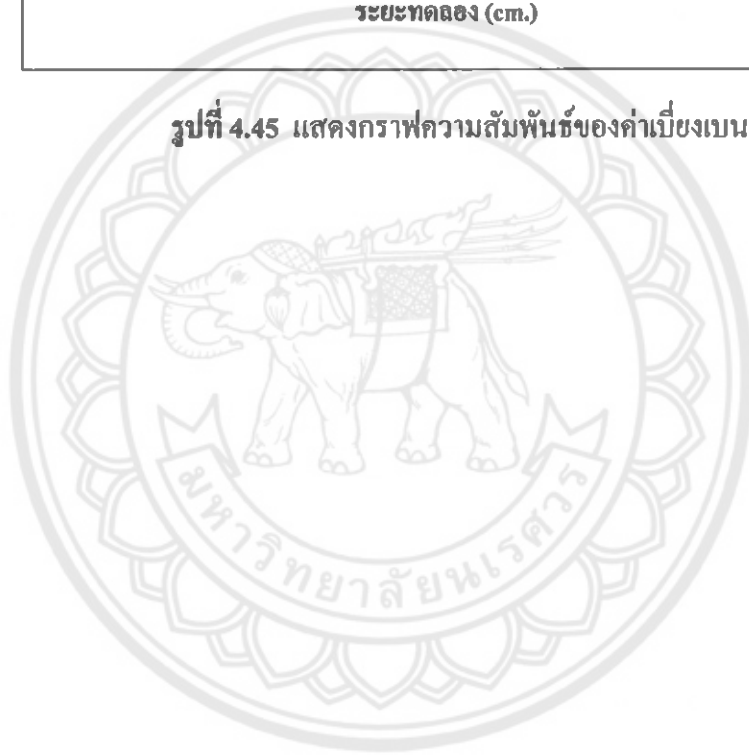 ระยะทดลอง (cm.)
รูปที่ 4.45 แสดงกราฟความสัมพันธ์ของค่าเบี่ยงเบน
มหาวิทยาลัยนเรศวร